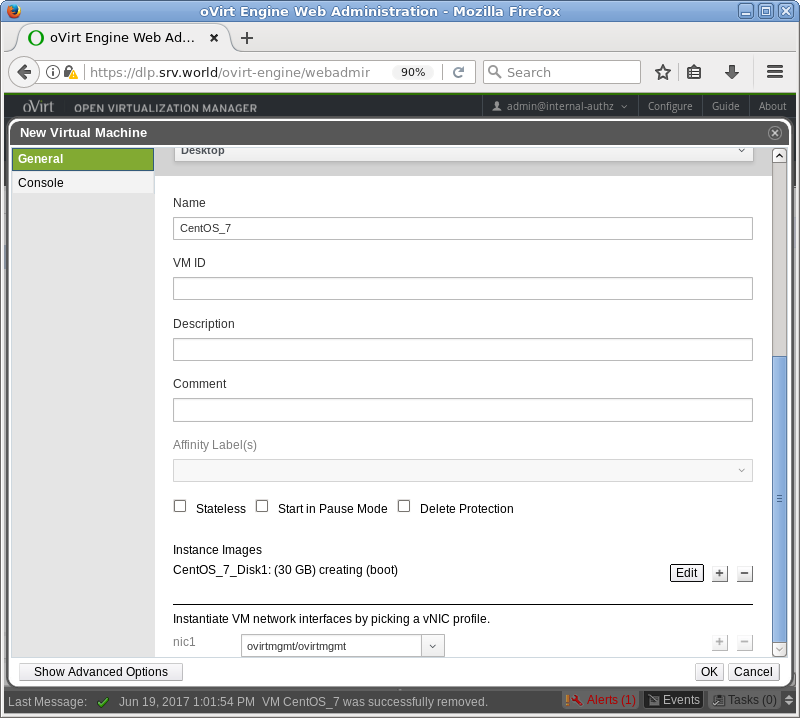 oVirt Engine Web Administration - Mozilla Firefox
oVirt Engine Web Ad... × +
https://dlp.srv.world/ovirt-engine/webadmin 90% Search
oVirt OPEN VIRTUALIZATION MANAGER admin@internal-authz Configure Guide About
New Virtual Machine
General
Console
Desktop
Name
CentOS_7
VM ID
Description
Comment
Affinity Label(s)
Stateless Start in Pause Mode Delete Protection
Instance Images
CentOS_7_Disk1: (30 GB) creating (boot) Edit + −
Instantiate VM network interfaces by picking a vNIC profile.
nic1 ovirtmgmt/ovirtmgmt + −
Show Advanced Options OK Cancel
Last Message: Jun 19, 2017 1:01:54 PM VM CentOS_7 was successfully removed. Alerts (1) Events Tasks (0)